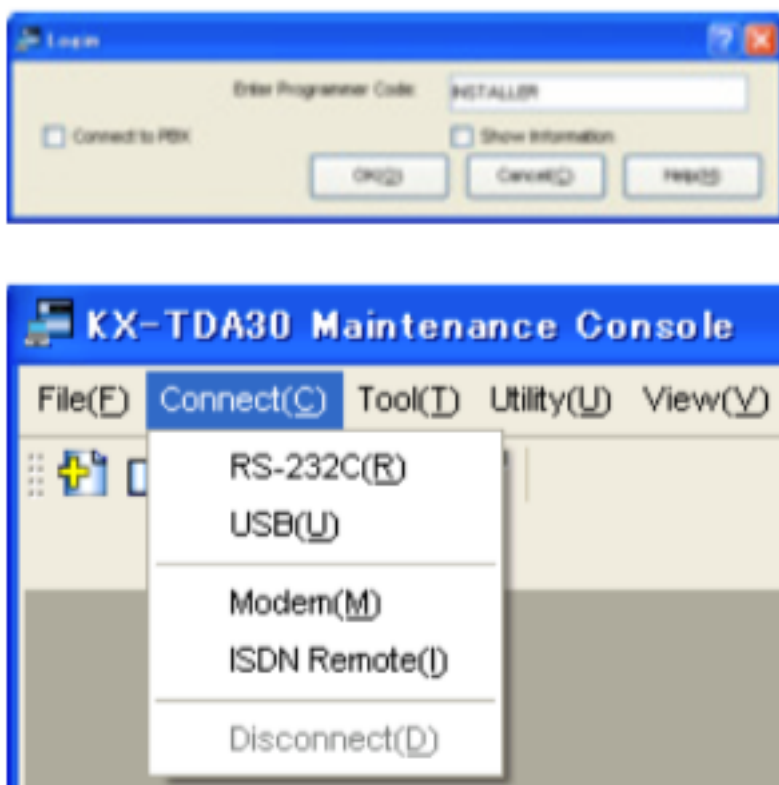 Login
Enter Programmer Code: INSTALLER
Connect to PBX Show Information
OK(O) Cancel(C) Help(H)
KX-TDA30 Maintenance Console
File(F) Connect(C) Tool(T) Utility(U) View(V)
RS-232C(R)
USB(U)
Modem(M)
ISDN Remote(I)
Disconnect(D)